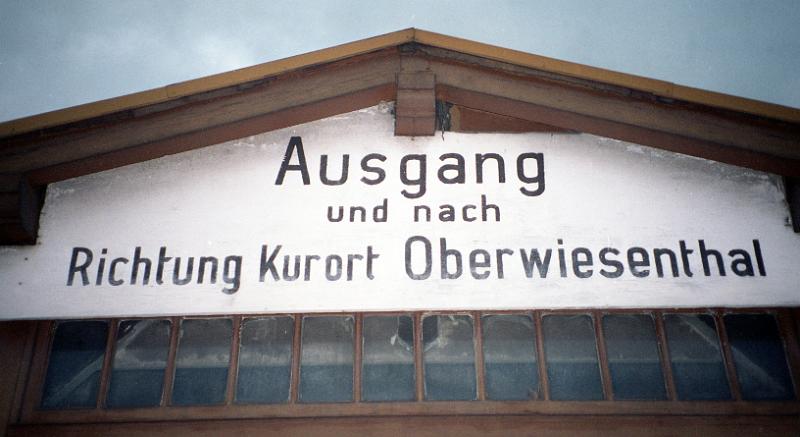 Ausgang
und nach
Richtung Kurort Oberwiesenthal